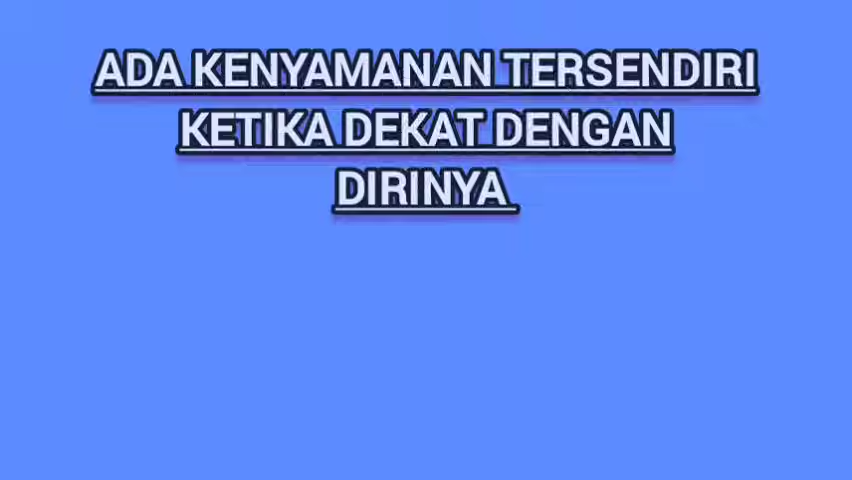 ADA KENYAMANAN TERSENDIRI
KETIKA DEKAT DENGAN
DIRINYA